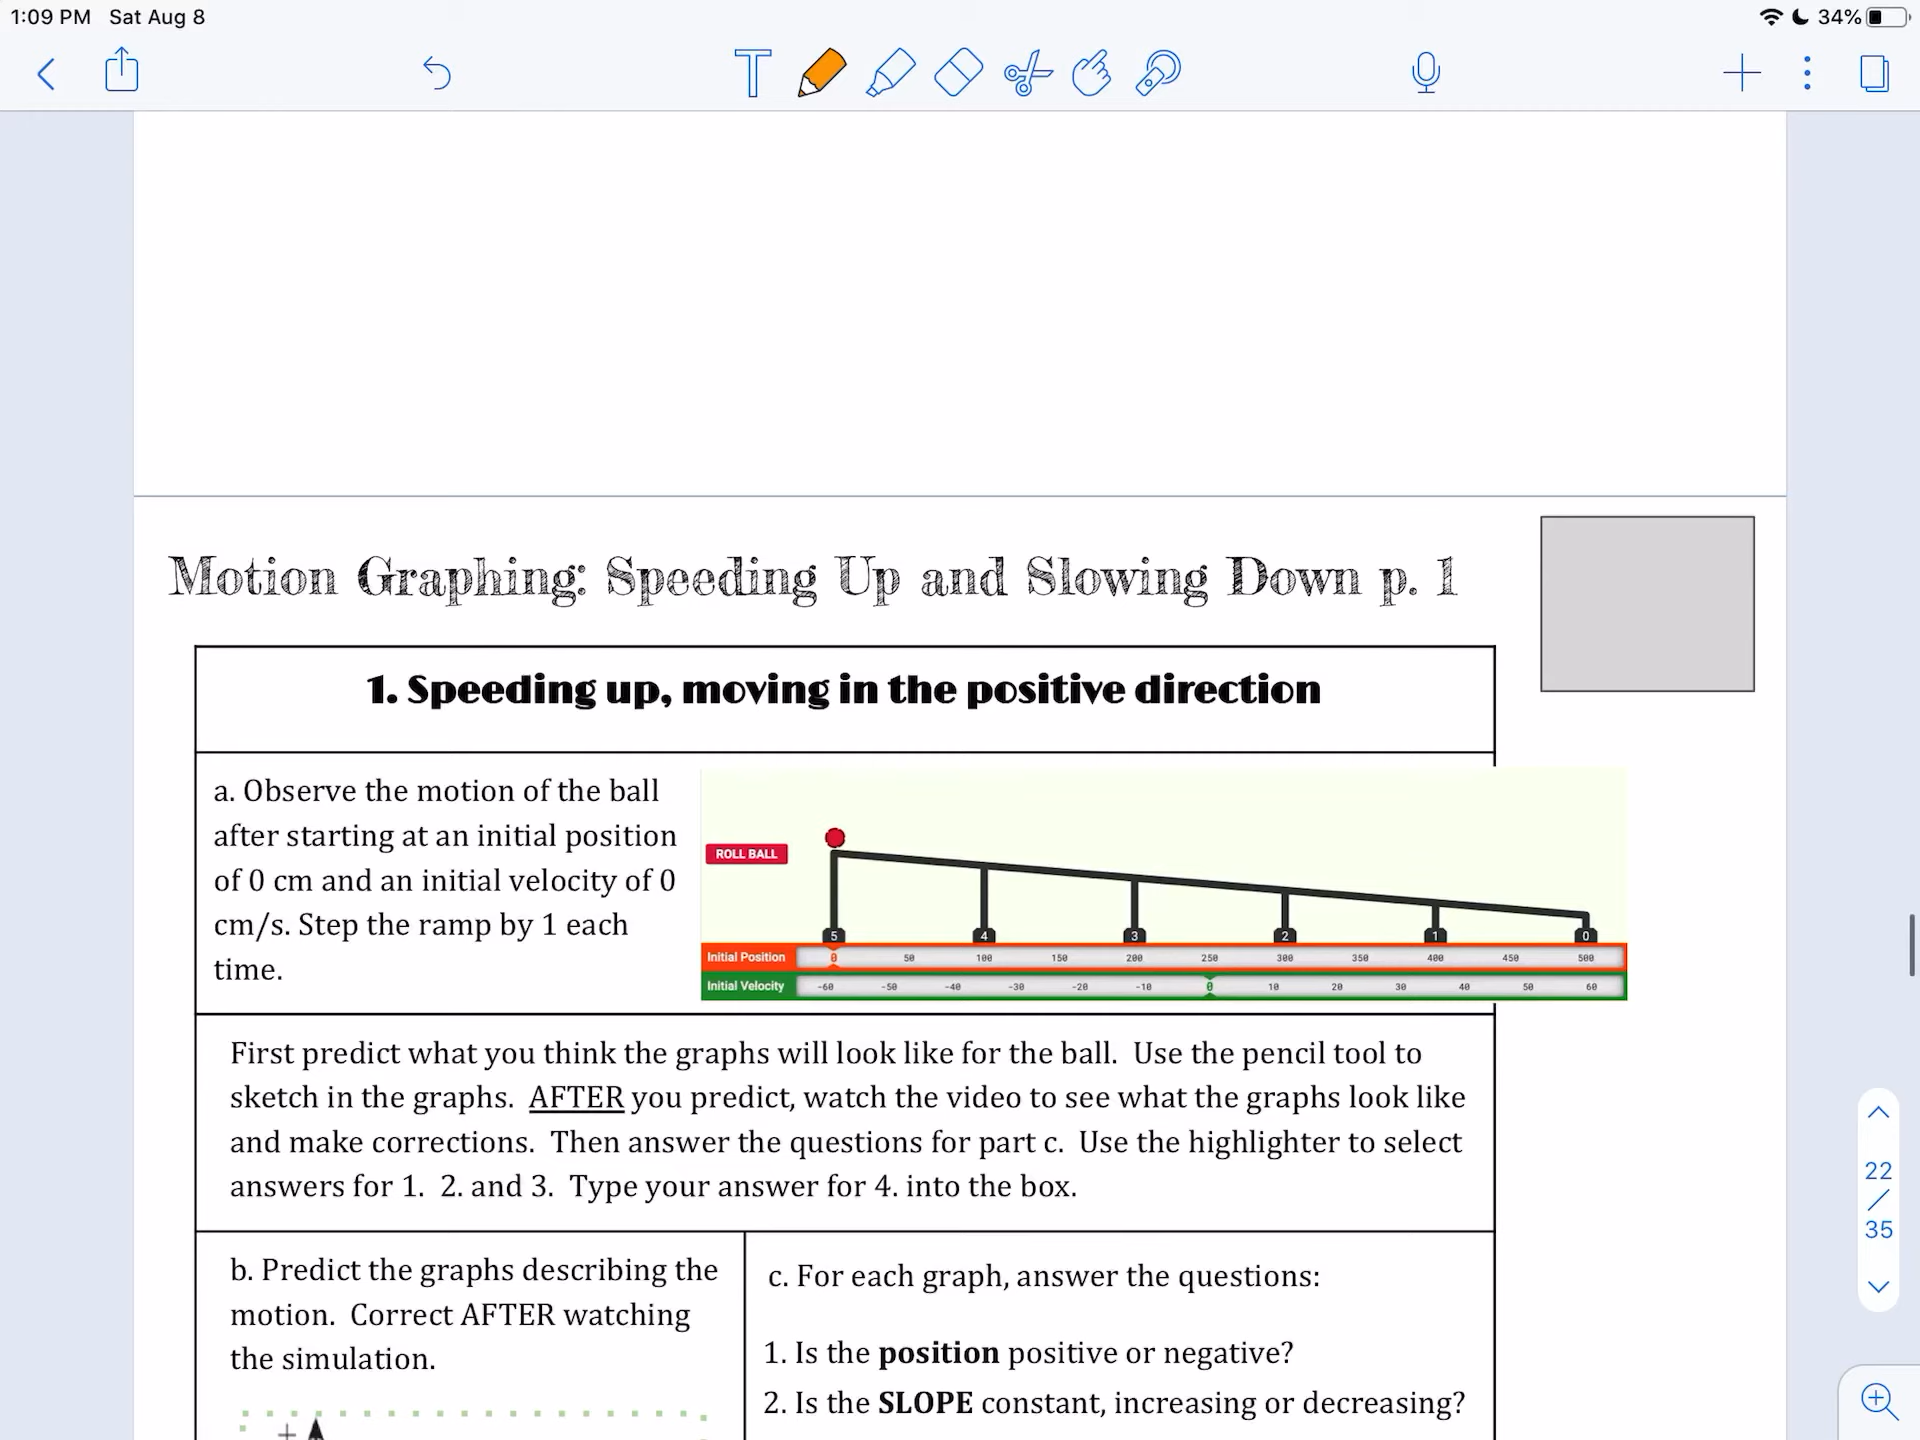 1:09 PM Sat Aug 8
34%
Motion Graphing: Speeding Up and Slowing Down p. 1
1. Speeding up, moving in the positive direction
a. Observe the motion of the ball
after starting at an initial position
of 0 cm and an initial velocity of 0
cm/s. Step the ramp by 1 each
time.
ROLL BALL
5 4 3 2 1 0
Initial Position 0 50 100 150 200 250 300 350 400 450 500
Initial Velocity -60 -50 -40 -30 -20 -10 0 10 20 30 40 50 60
First predict what you think the graphs will look like for the ball. Use the pencil tool to
sketch in the graphs. AFTER you predict, watch the video to see what the graphs look like
and make corrections. Then answer the questions for part c. Use the highlighter to select
answers for 1. 2. and 3. Type your answer for 4. into the box.
b. Predict the graphs describing the
motion. Correct AFTER watching
the simulation.
+
c. For each graph, answer the questions:
1. Is the position positive or negative?
2. Is the SLOPE constant, increasing or decreasing?
22
/
35